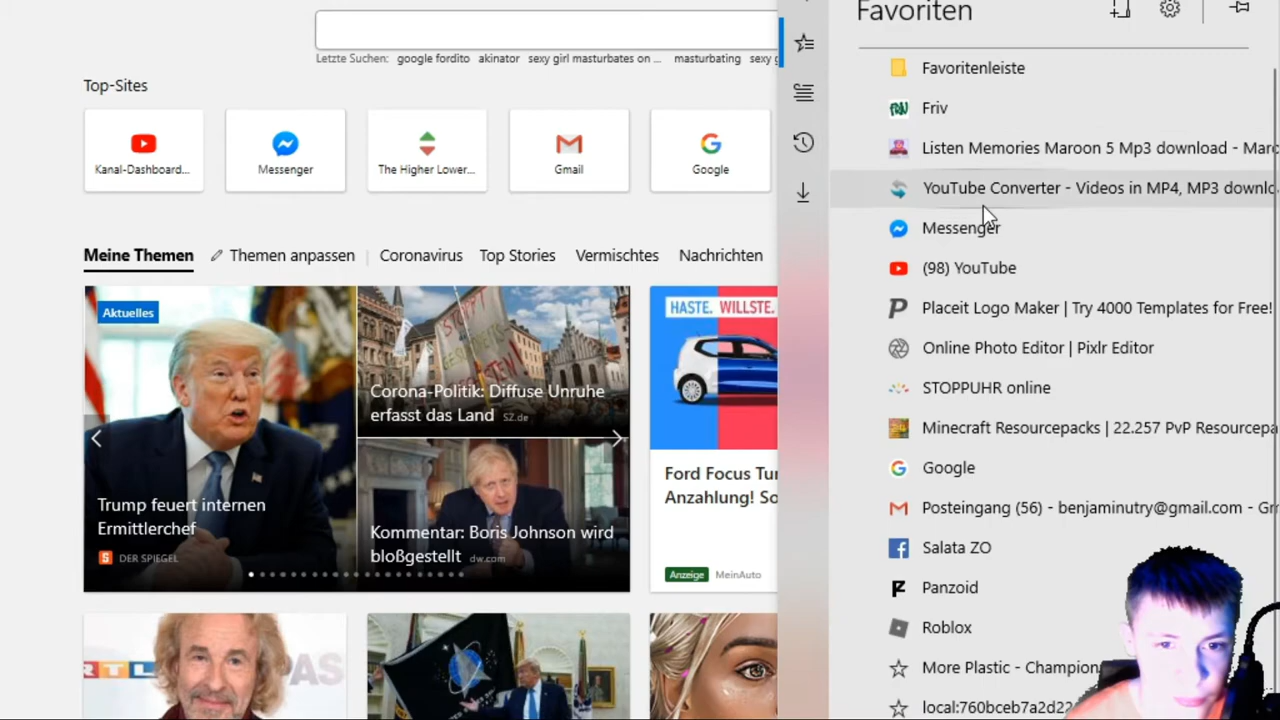 Letzte Suchen: google fordito akinator sexy girl masturbates on ... masturbating sexy g
Top-Sites
Kanal-Dashboard...
Messenger
The Higher Lower...
Gmail
Google
Meine Themen
Themen anpassen
Coronavirus
Top Stories
Vermischtes
Nachrichten
Aktuelles
Trump feuert internen
Ermittlerchef
DER SPIEGEL
Corona-Politik: Diffuse Unruhe
erfasst das Land SZ.de
Kommentar: Boris Johnson wird
bloßgestellt dw.com
HASTE. WILLSTE.
Ford Focus Tur
Anzahlung! So
Anzeige MeinAuto
RTL
Favoriten
Favoritenleiste
Friv
Listen Memories Maroon 5 Mp3 download - Marc
YouTube Converter - Videos in MP4, MP3 downlo
Messenger
(98) YouTube
Placeit Logo Maker | Try 4000 Templates for Free!
Online Photo Editor | Pixlr Editor
STOPPUHR online
Minecraft Resourcepacks | 22.257 PvP Resourcepa
Google
Posteingang (56) - benjaminutry@gmail.com - Gm
Salata ZO
Panzoid
Roblox
More Plastic - Champion
local:760bceb7a2d22